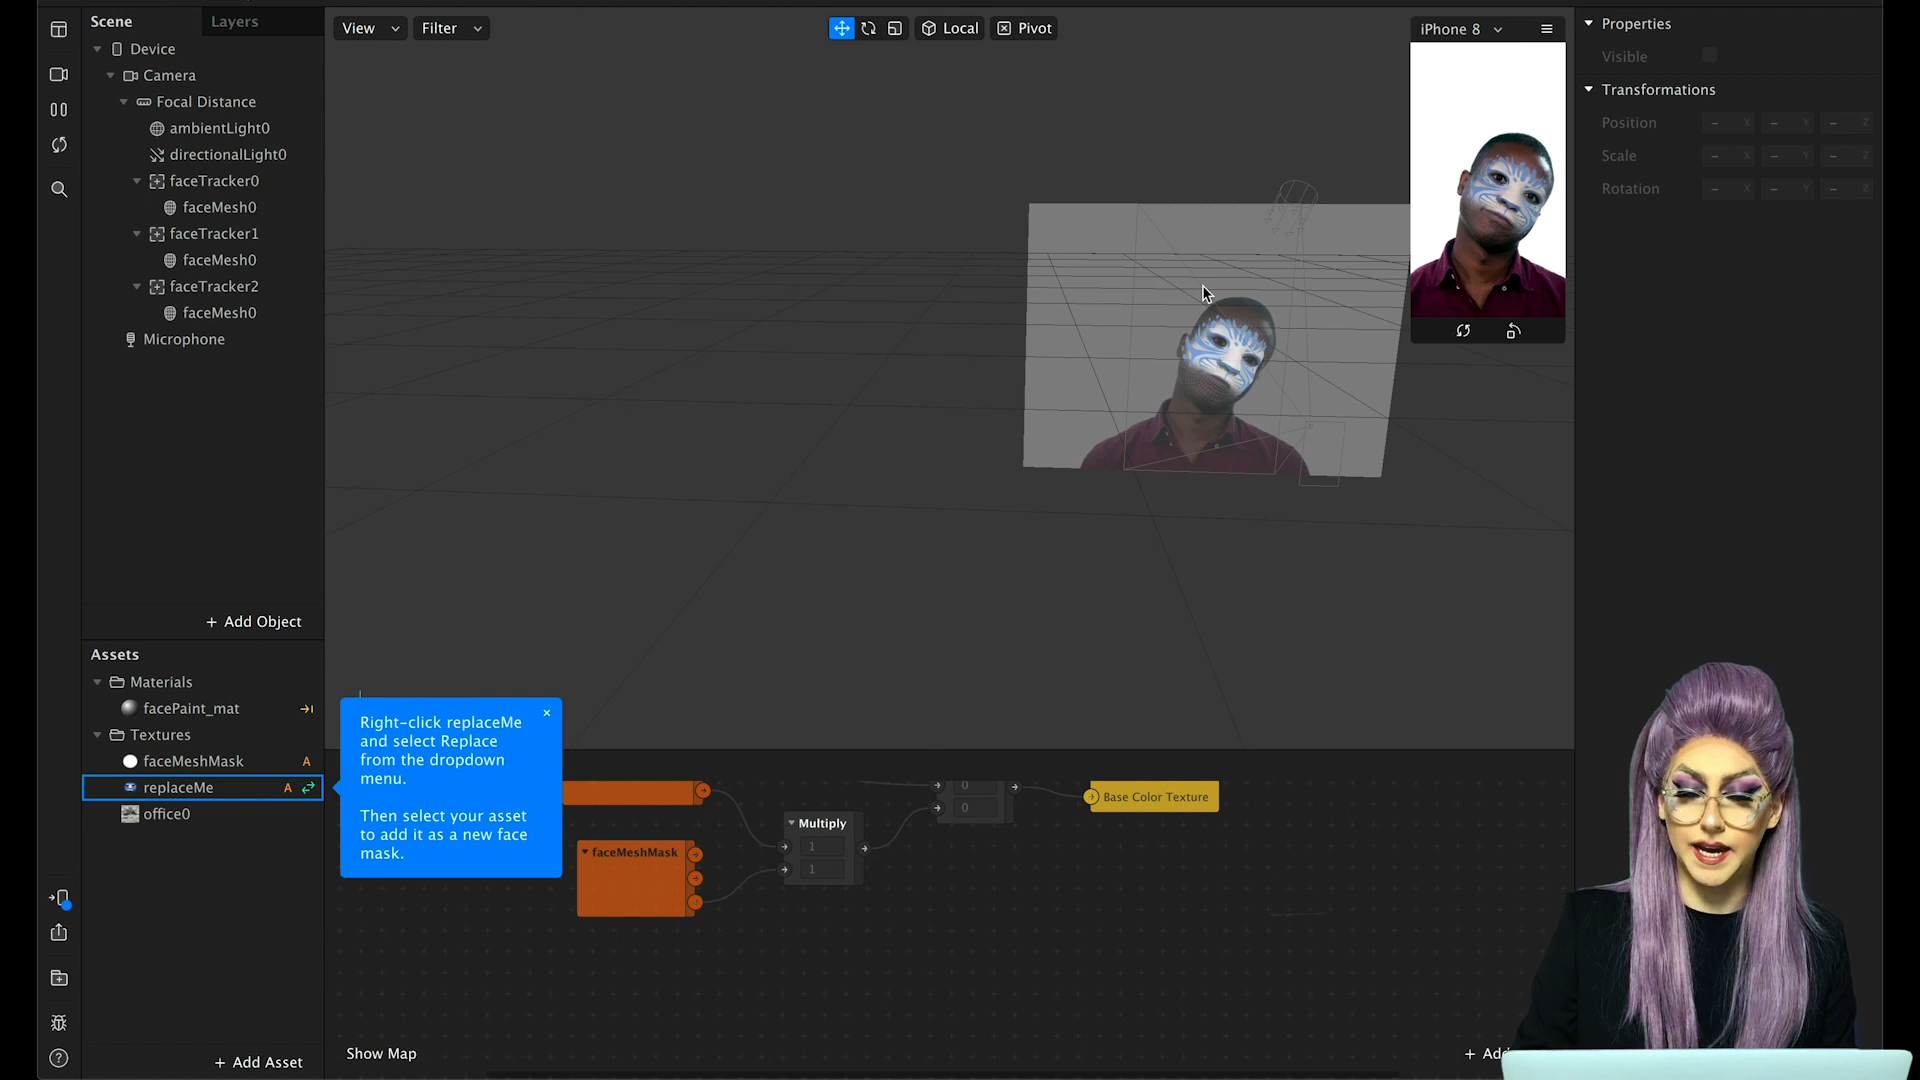 Scene
Layers
Device
Camera
Focal Distance
ambientLight0
directionalLight0
faceTracker0
faceMesh0
faceTracker1
faceMesh0
faceTracker2
faceMesh0
Microphone
+ Add Object
Assets
Materials
facePaint_mat
Textures
faceMeshMask A
replaceMe A
office0
+ Add Asset
View
Filter
Local
Pivot
iPhone 8
Right-click replaceMe
and select Replace
from the dropdown
menu.
Then select your asset
to add it as a new face
mask.
faceMeshMask
Multiply
1
1
0
0
Base Color Texture
Show Map
+ Add
Properties
Visible
Transformations
Position - X - Y - Z
Scale - X - Y - Z
Rotation - X - Y - Z